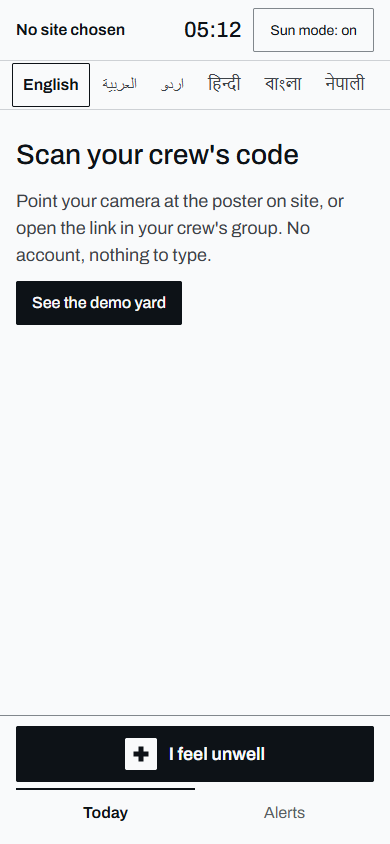 No site chosen
05:12
Sun mode: on
English
العربية
اردو
हिन्दी
বাংলা
नेपाली
Scan your crew's code
Point your camera at the poster on site, or
open the link in your crew's group. No
account, nothing to type.
See the demo yard
I feel unwell
Today
Alerts